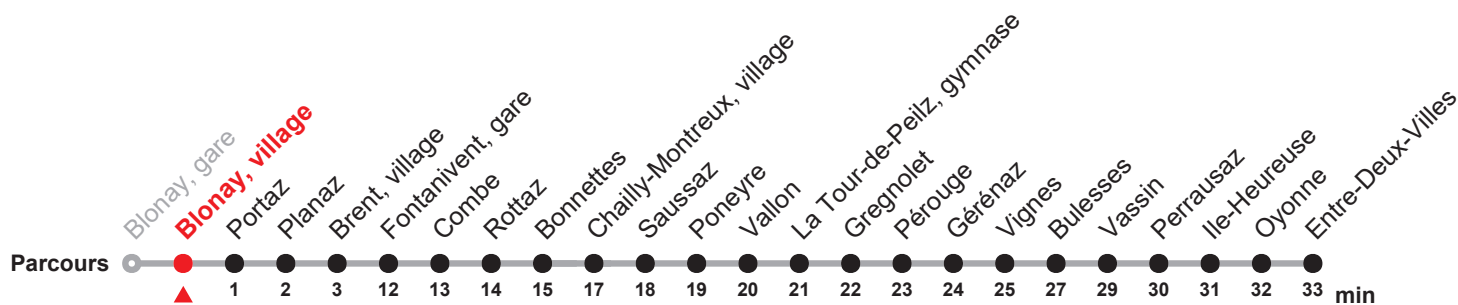 Blonay, gare
Blonay, village
Portaz
Planaz
Brent, village
Fontanivent, gare
Combe
Rottaz
Bonnettes
Chailly-Montreux, village
Saussaz
Poneyre
Vallon
La Tour-de-Peilz, gymnase
Gregnolet
Pérouge
Gérénaz
Vignes
Bulesses
Vassin
Perrausaz
Ile-Heureuse
Oyonne
Entre-Deux-Villes
Parcours
1 2 3 12 13 14 15 17 18 19 20 21 22 23 24 25 27 29 30 31 32 33 min